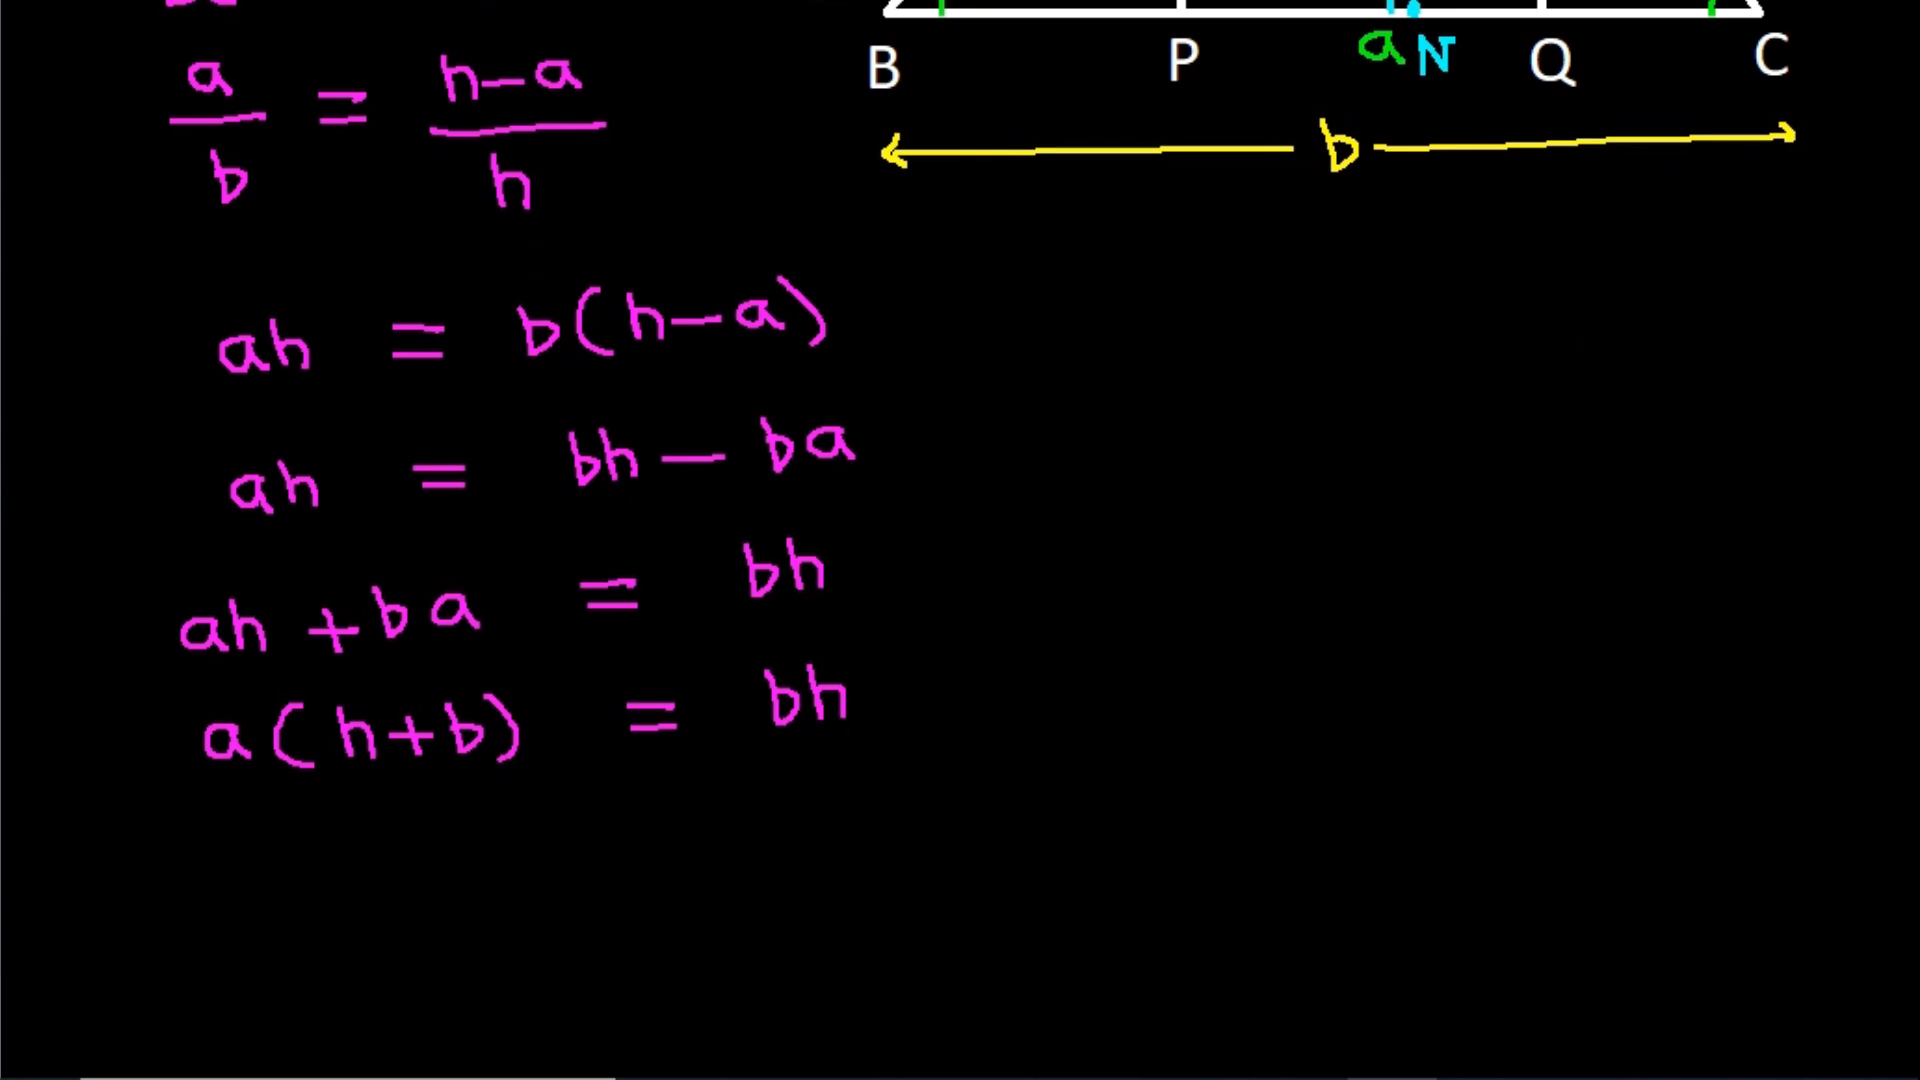 B P a N Q C
b
a/b = h-a/h
ah = b(h-a)
ah = bh - ba
ah + ba = bh
a(h+b) = bh